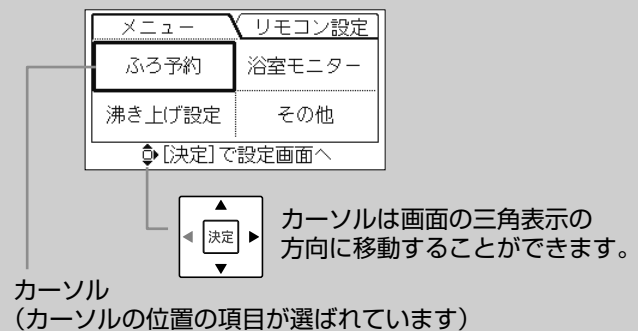 メニュー リモコン設定
ふろ予約 浴室モニター
沸き上げ設定 その他
[決定]で設定画面へ
決定
カーソルは画面の三角表示の
方向に移動することができます。
カーソル
(カーソルの位置の項目が選ばれています)